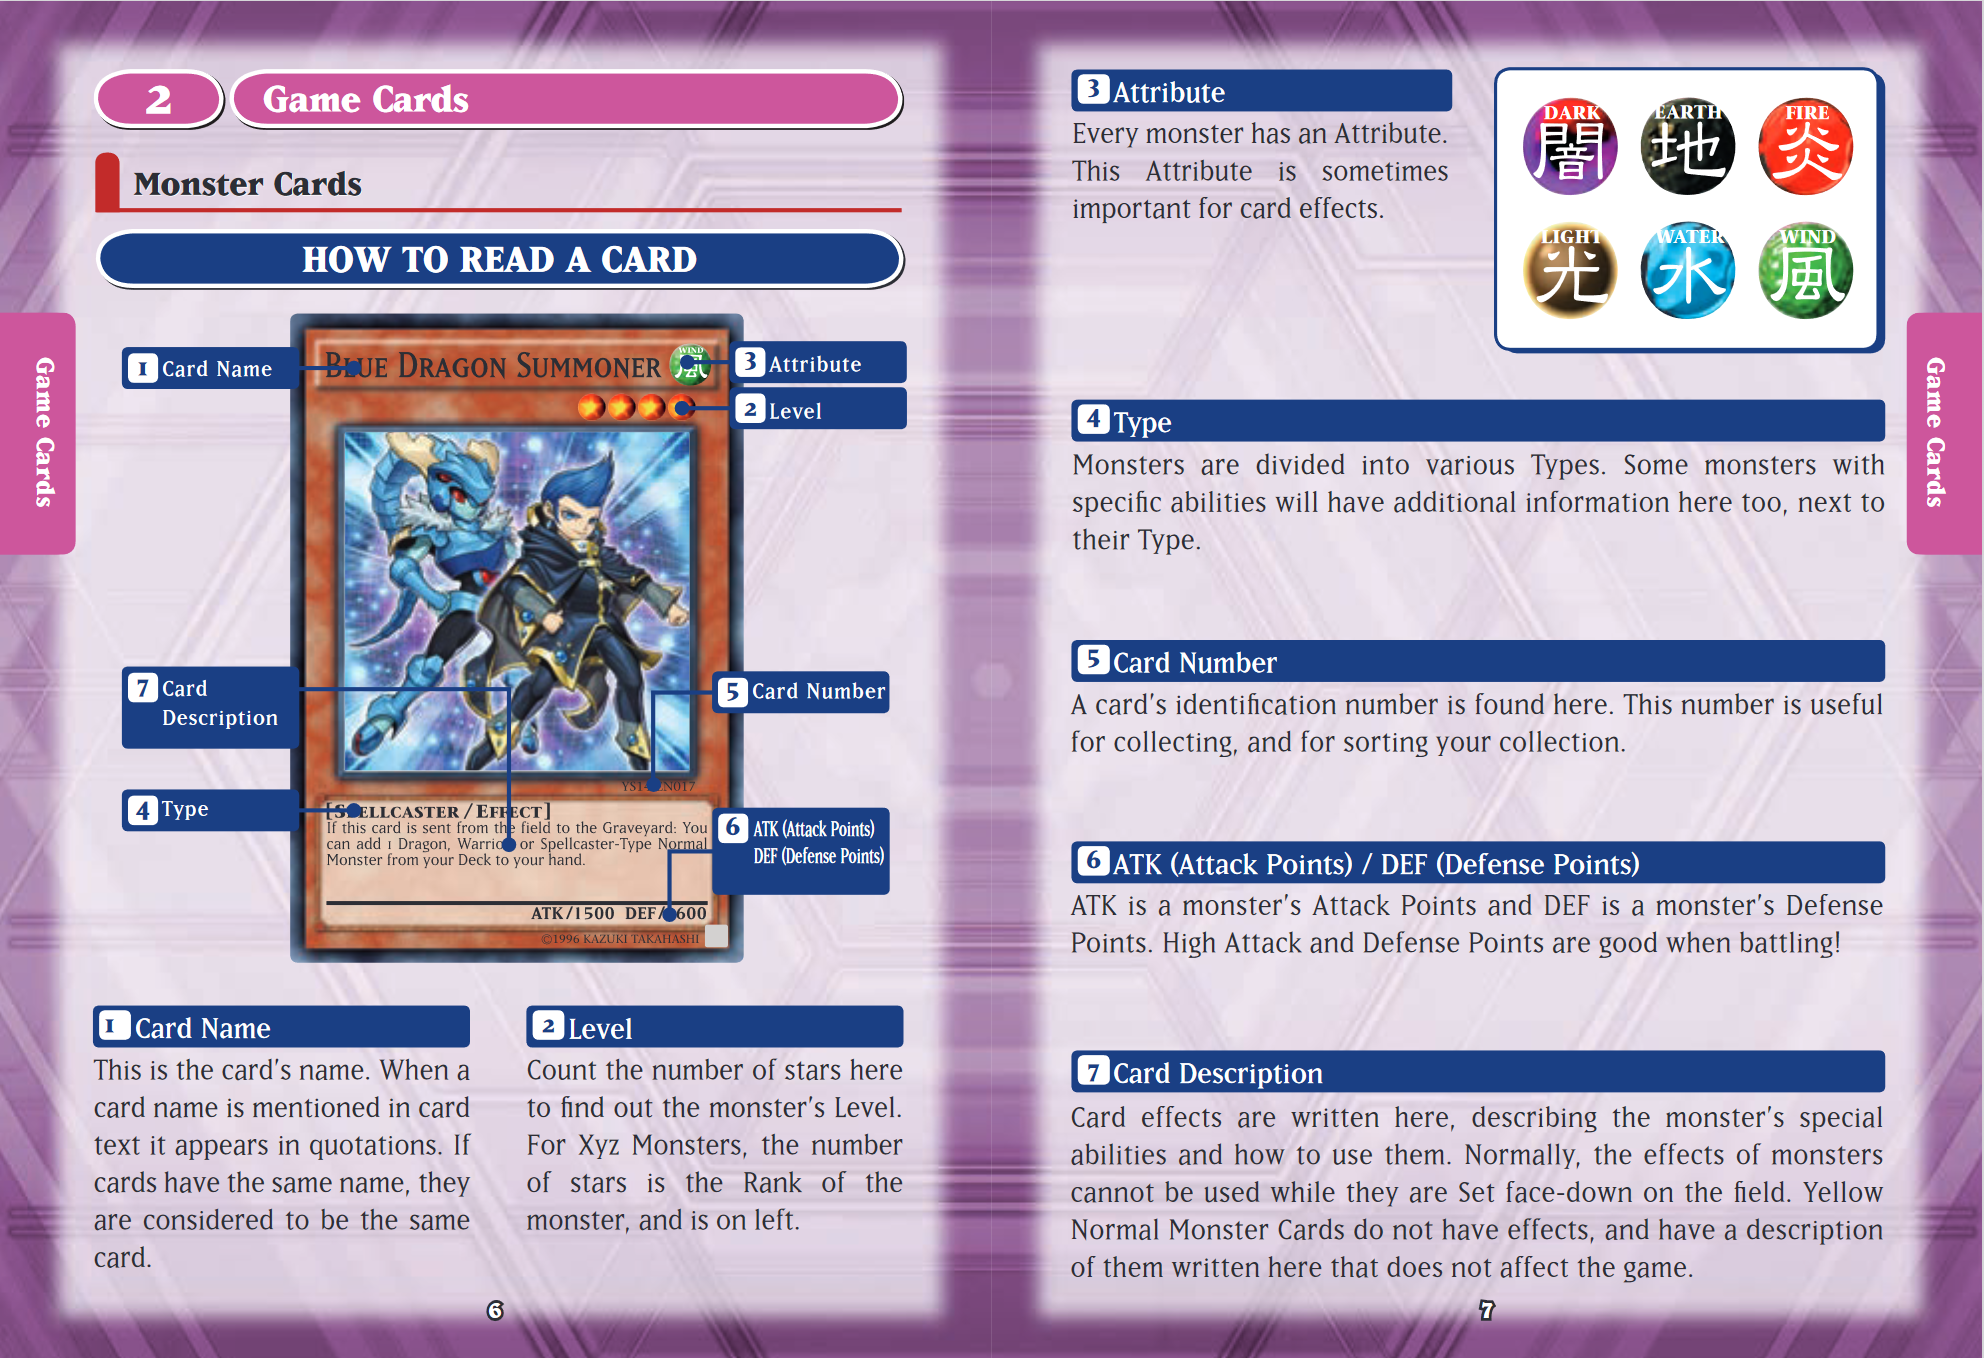 2 Game Cards
Monster Cards
HOW TO READ A CARD
1 Card Name
BLUE DRAGON SUMMONER
WIND
風
3 Attribute
2 Level
7 Card
Description
5 Card Number
4 Type
[SPELLCASTER / EFFECT]
If this card is sent from the field to the Graveyard: You
can add 1 Dragon, Warrior or Spellcaster-Type Normal
Monster from your Deck to your hand.
6 ATK (Attack Points)
DEF (Defense Points)
ATK/1500 DEF/ 600
©1996 KAZUKI TAKAHASHI
1 Card Name
This is the card's name. When a
card name is mentioned in card
text it appears in quotations. If
cards have the same name, they
are considered to be the same
card.
2 Level
Count the number of stars here
to find out the monster's Level.
For Xyz Monsters, the number
of stars is the Rank of the
monster, and is on left.
6
Game Cards
3 Attribute
Every monster has an Attribute.
This Attribute is sometimes
important for card effects.
DARK EARTH FIRE
闇 地 炎
LIGHT WATER WIND
光 水 風
4 Type
Monsters are divided into various Types. Some monsters with
specific abilities will have additional information here too, next to
their Type.
5 Card Number
A card's identification number is found here. This number is useful
for collecting, and for sorting your collection.
6 ATK (Attack Points) / DEF (Defense Points)
ATK is a monster's Attack Points and DEF is a monster's Defense
Points. High Attack and Defense Points are good when battling!
7 Card Description
Card effects are written here, describing the monster's special
abilities and how to use them. Normally, the effects of monsters
cannot be used while they are Set face-down on the field. Yellow
Normal Monster Cards do not have effects, and have a description
of them written here that does not affect the game.
7
Game Cards